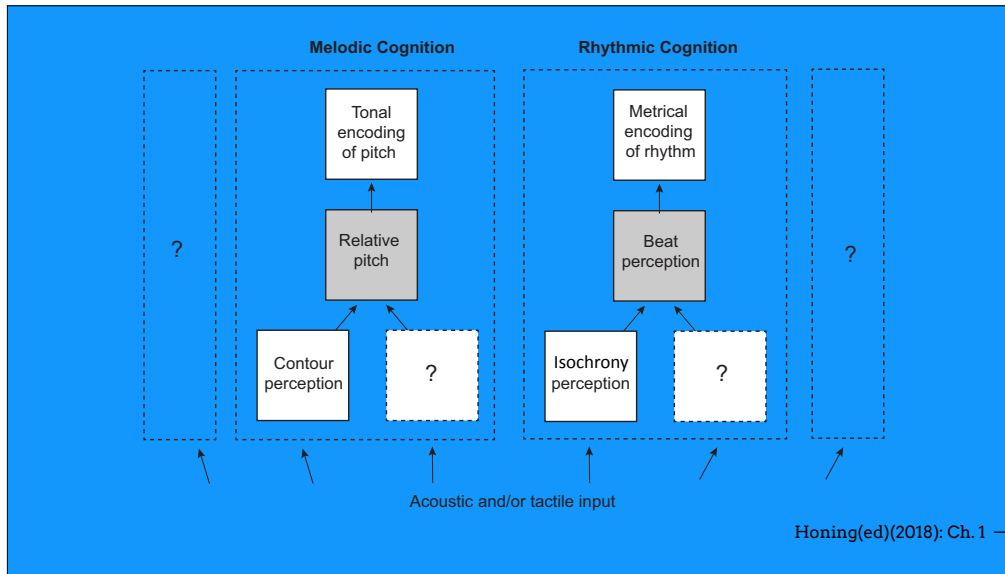 Melodic Cognition
Rhythmic Cognition
Tonal
encoding
of pitch
Metrical
encoding
of rhythm
?
Relative
pitch
Beat
perception
?
Contour
perception
?
Isochrony
perception
?
Acoustic and/or tactile input
Honing(ed)(2018): Ch. 1 –